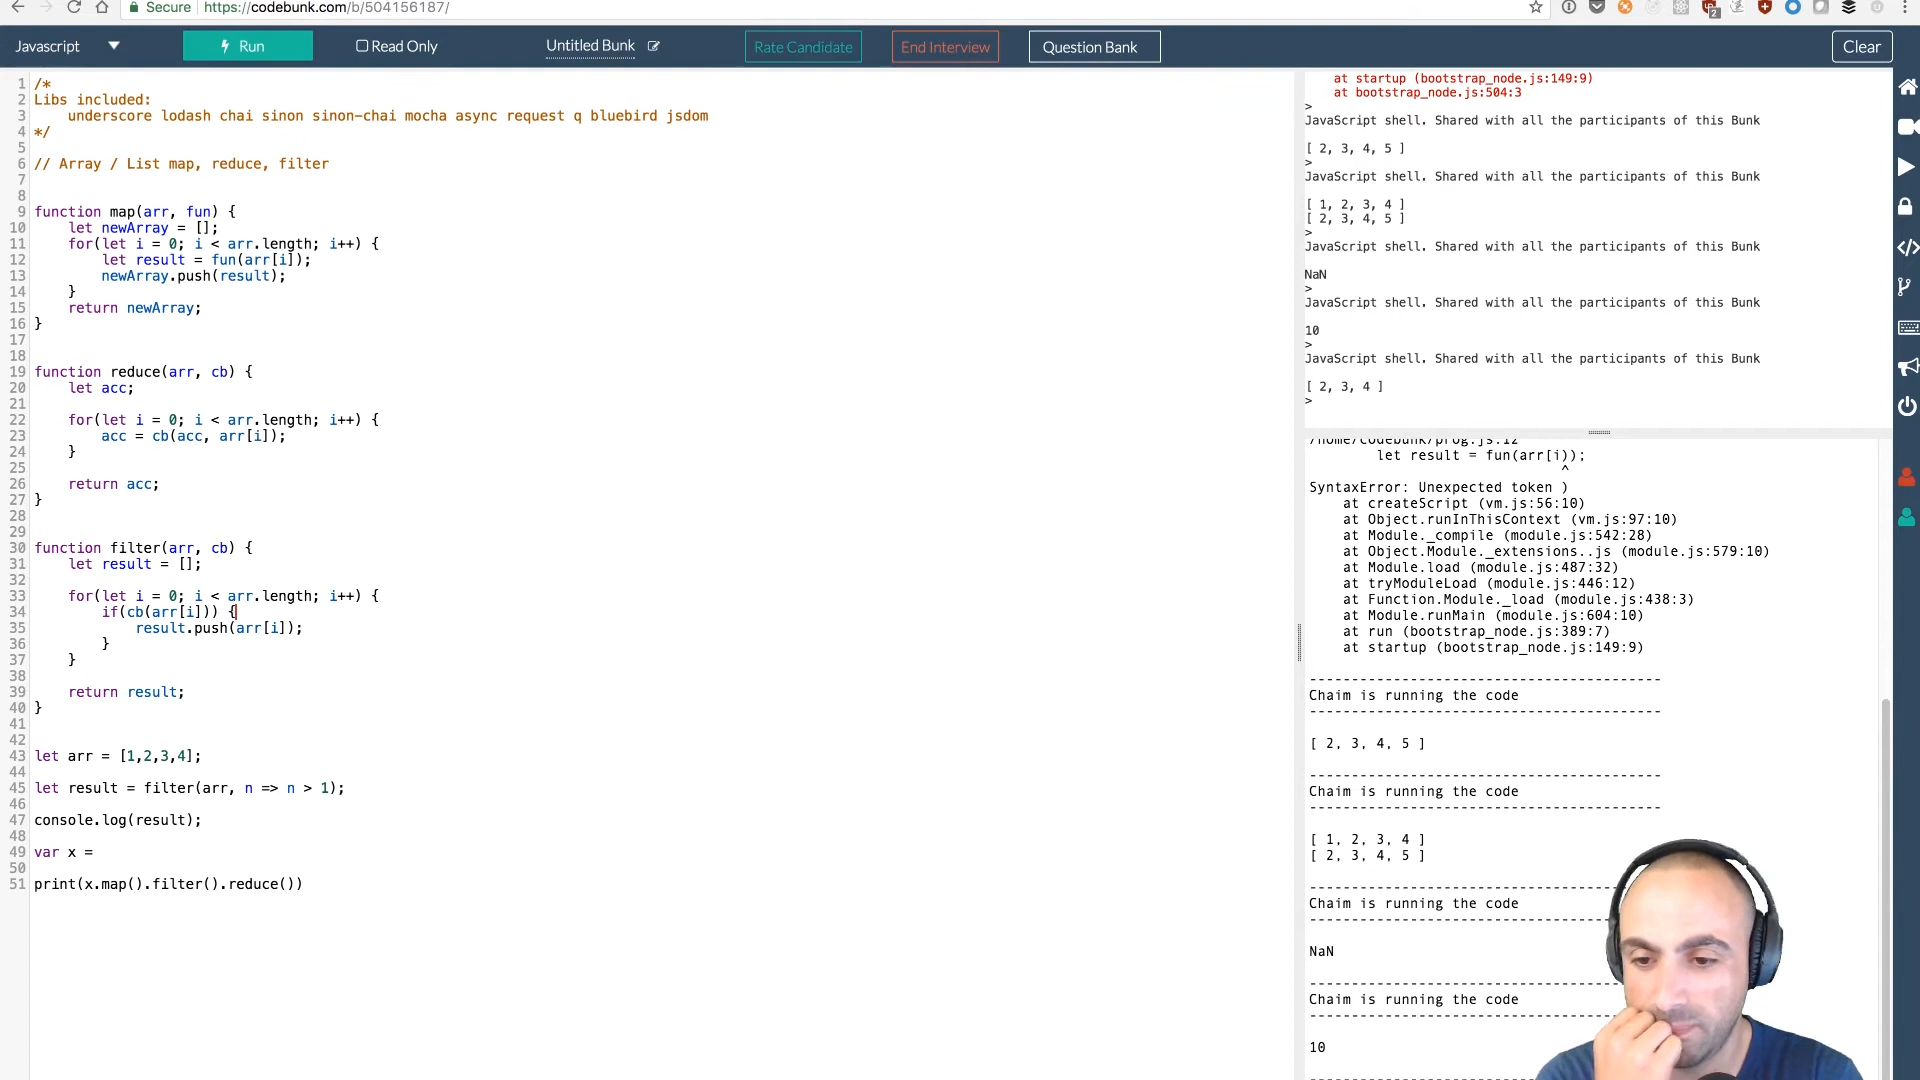 Secure https://codebunk.com/b/504156187/
Javascript
Run
Read Only
Untitled Bunk
Rate Candidate
End Interview
Question Bank
Clear
1 /*
2 Libs included:
3 underscore lodash chai sinon sinon-chai mocha async request q bluebird jsdom
4 */
5
6 // Array / List map, reduce, filter
7
8
9 function map(arr, fun) {
10 let newArray = [];
11 for(let i = 0; i < arr.length; i++) {
12 let result = fun(arr[i]);
13 newArray.push(result);
14 }
15 return newArray;
16 }
17
18
19 function reduce(arr, cb) {
20 let acc;
21
22 for(let i = 0; i < arr.length; i++) {
23 acc = cb(acc, arr[i]);
24 }
25
26 return acc;
27 }
28
29
30 function filter(arr, cb) {
31 let result = [];
32
33 for(let i = 0; i < arr.length; i++) {
34 if(cb(arr[i])) {
35 result.push(arr[i]);
36 }
37 }
38
39 return result;
40 }
41
42
43 let arr = [1,2,3,4];
44
45 let result = filter(arr, n => n > 1);
46
47 console.log(result);
48
49 var x =
50
51 print(x.map().filter().reduce())
at startup (bootstrap_node.js:149:9)
at bootstrap_node.js:504:3
>
JavaScript shell. Shared with all the participants of this Bunk
[ 2, 3, 4, 5 ]
>
JavaScript shell. Shared with all the participants of this Bunk
[ 1, 2, 3, 4 ]
[ 2, 3, 4, 5 ]
>
JavaScript shell. Shared with all the participants of this Bunk
NaN
>
JavaScript shell. Shared with all the participants of this Bunk
10
>
JavaScript shell. Shared with all the participants of this Bunk
[ 2, 3, 4 ]
>
/home/codebunk/prog.js:12
let result = fun(arr[i));
^
SyntaxError: Unexpected token )
at createScript (vm.js:56:10)
at Object.runInThisContext (vm.js:97:10)
at Module._compile (module.js:542:28)
at Object.Module._extensions..js (module.js:579:10)
at Module.load (module.js:487:32)
at tryModuleLoad (module.js:446:12)
at Function.Module._load (module.js:438:3)
at Module.runMain (module.js:604:10)
at run (bootstrap_node.js:389:7)
at startup (bootstrap_node.js:149:9)
------------------------------------------
Chaim is running the code
------------------------------------------
[ 2, 3, 4, 5 ]
------------------------------------------
Chaim is running the code
------------------------------------------
[ 1, 2, 3, 4 ]
[ 2, 3, 4, 5 ]
------------------------------------
Chaim is running the code
------------------------------------
NaN
------------------------------------
Chaim is running the code
------------------------------------
10